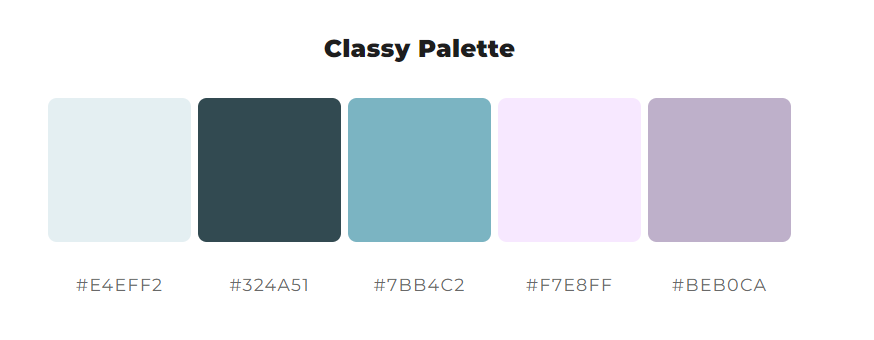 Classy Palette
#E4EFF2 #324A51 #7BB4C2 #F7E8FF #BEB0CA